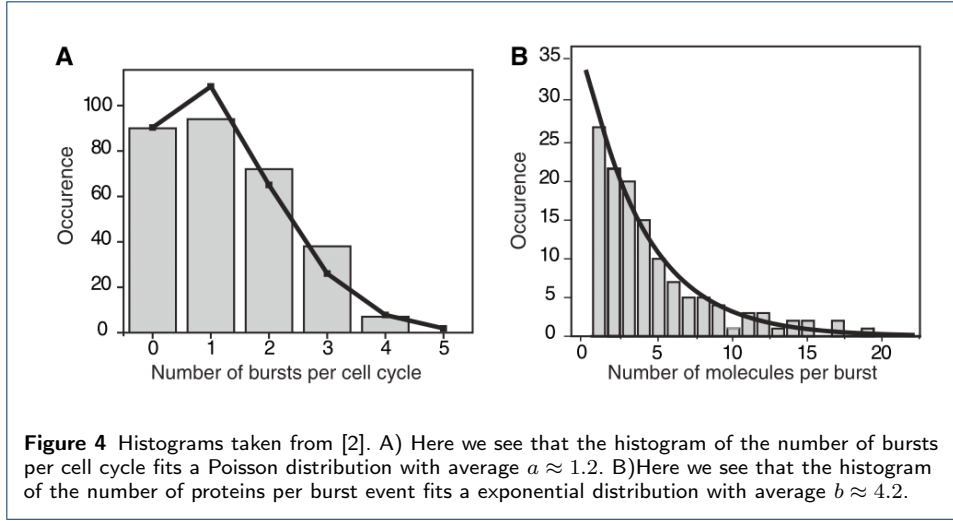 A
Occurence
100
80
60
40
20
0
0 1 2 3 4 5
Number of bursts per cell cycle
B
Occurence
35
30
25
20
15
10
5
0
0 5 10 15 20
Number of molecules per burst
Figure 4 Histograms taken from [2]. A) Here we see that the histogram of the number of bursts
per cell cycle fits a Poisson distribution with average a ≈ 1.2. B)Here we see that the histogram
of the number of proteins per burst event fits a exponential distribution with average b ≈ 4.2.